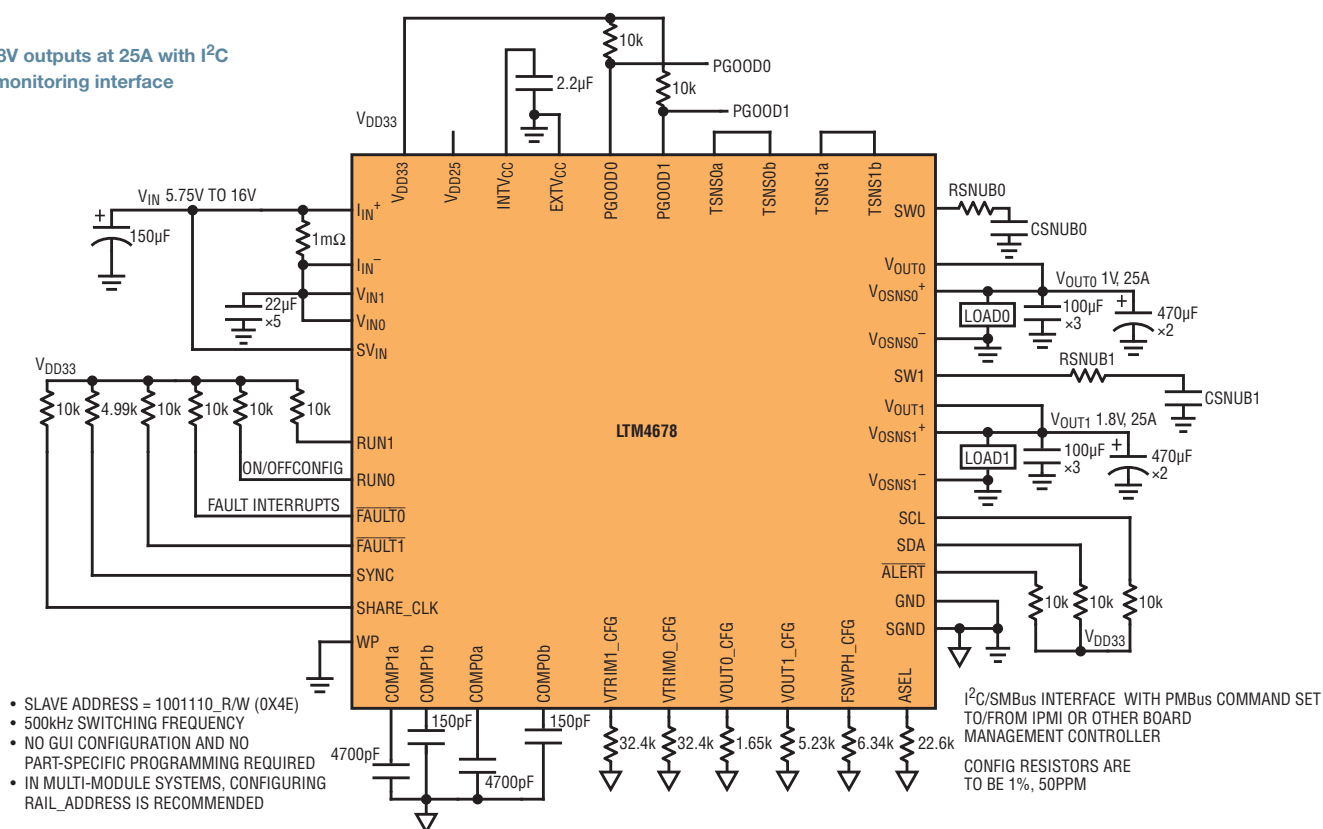 8V outputs at 25A with I2C
monitoring interface
10k
PGOOD0
2.2µF
10k
PGOOD1
VDD33
VDD33
VDD25
INTVCC
EXTVCC
PGOOD0
PGOOD1
TSNS0a
TSNS0b
TSNS1a
TSNS1b
VIN 5.75V TO 16V
+
150µF
1mΩ
22µF
×5
IIN+
IIN–
VIN1
VIN0
SVIN
VDD33
10k
4.99k
10k
10k
10k
10k
RUN1
ON/OFFCONFIG
RUN0
FAULT INTERRUPTS
FAULT0
FAULT1
SYNC
SHARE_CLK
WP
LTM4678
SW0
RSNUB0
CSNUB0
VOUT0
VOUT0 1V, 25A
VOSNS0+
LOAD0
100µF
×3
+
470µF
×2
VOSNS0–
SW1
RSNUB1
CSNUB1
VOUT1
VOUT1 1.8V, 25A
VOSNS1+
LOAD1
100µF
×3
+
470µF
×2
VOSNS1–
SCL
SDA
ALERT
GND
SGND
10k
10k
10k
VDD33
COMP1a
COMP1b
COMP0a
COMP0b
VTRIM1_CFG
VTRIM0_CFG
VOUT0_CFG
VOUT1_CFG
FSWPH_CFG
ASEL
4700pF
150pF
4700pF
150pF
32.4k
32.4k
1.65k
5.23k
6.34k
22.6k
• SLAVE ADDRESS = 1001110_R/W (0X4E)
• 500kHz SWITCHING FREQUENCY
• NO GUI CONFIGURATION AND NO
PART-SPECIFIC PROGRAMMING REQUIRED
• IN MULTI-MODULE SYSTEMS, CONFIGURING
RAIL_ADDRESS IS RECOMMENDED
I2C/SMBus INTERFACE WITH PMBus COMMAND SET
TO/FROM IPMI OR OTHER BOARD
MANAGEMENT CONTROLLER
CONFIG RESISTORS ARE
TO BE 1%, 50PPM